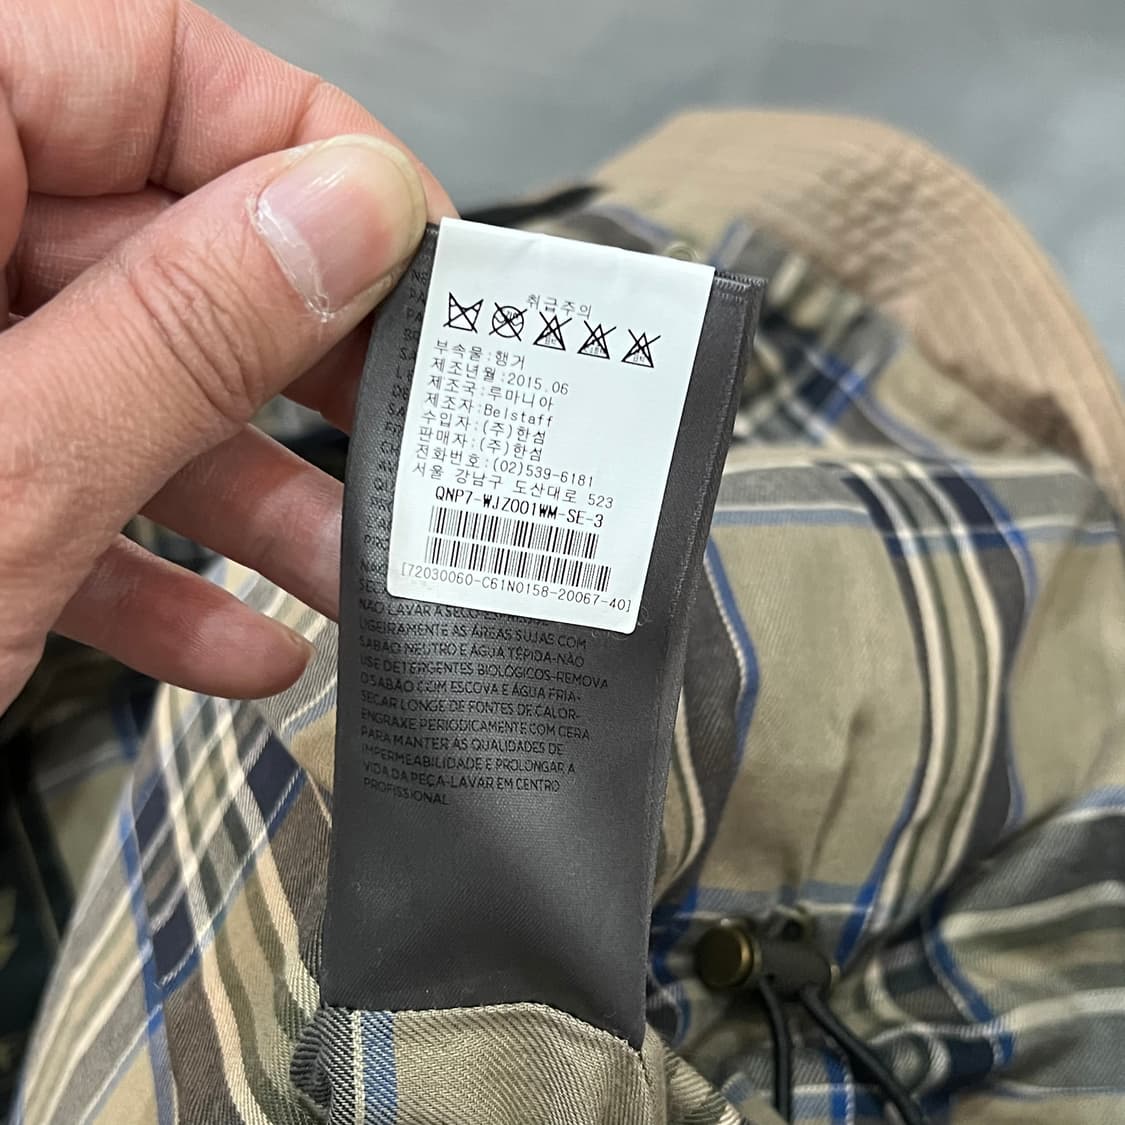 취급주의
부속물:행거
제조년월:2015.06
제조국:루마니아
제조자:Belstaff
수입자:(주)한섬
판매자:(주)한섬
전화번호:(02)539-6181
서울 강남구 도산대로 523
QNP7-WJZ001WM-SE-3
[72030060-C61N0158-20067-40]
NÃO LAVAR A SECO-
LIGEIRAMENTE AS ÁREAS SUJAS COM
SABÃO NEUTRO E ÁGUA TÉPIDA-NÃO
USE DETERGENTES BIOLÓGICOS-REMOVA
O SABÃO COM ESCOVA E ÁGUA FRIA-
SECAR LONGE DE FONTES DE CALOR-
ENGRAXE PERIODICAMENTE COM CERA
PARA MANTER AS QUALIDADES DE
IMPERMEABILIDADE E PROLONGAR A
VIDA DA PEÇA-LAVAR EM CENTRO
PROFISSIONAL